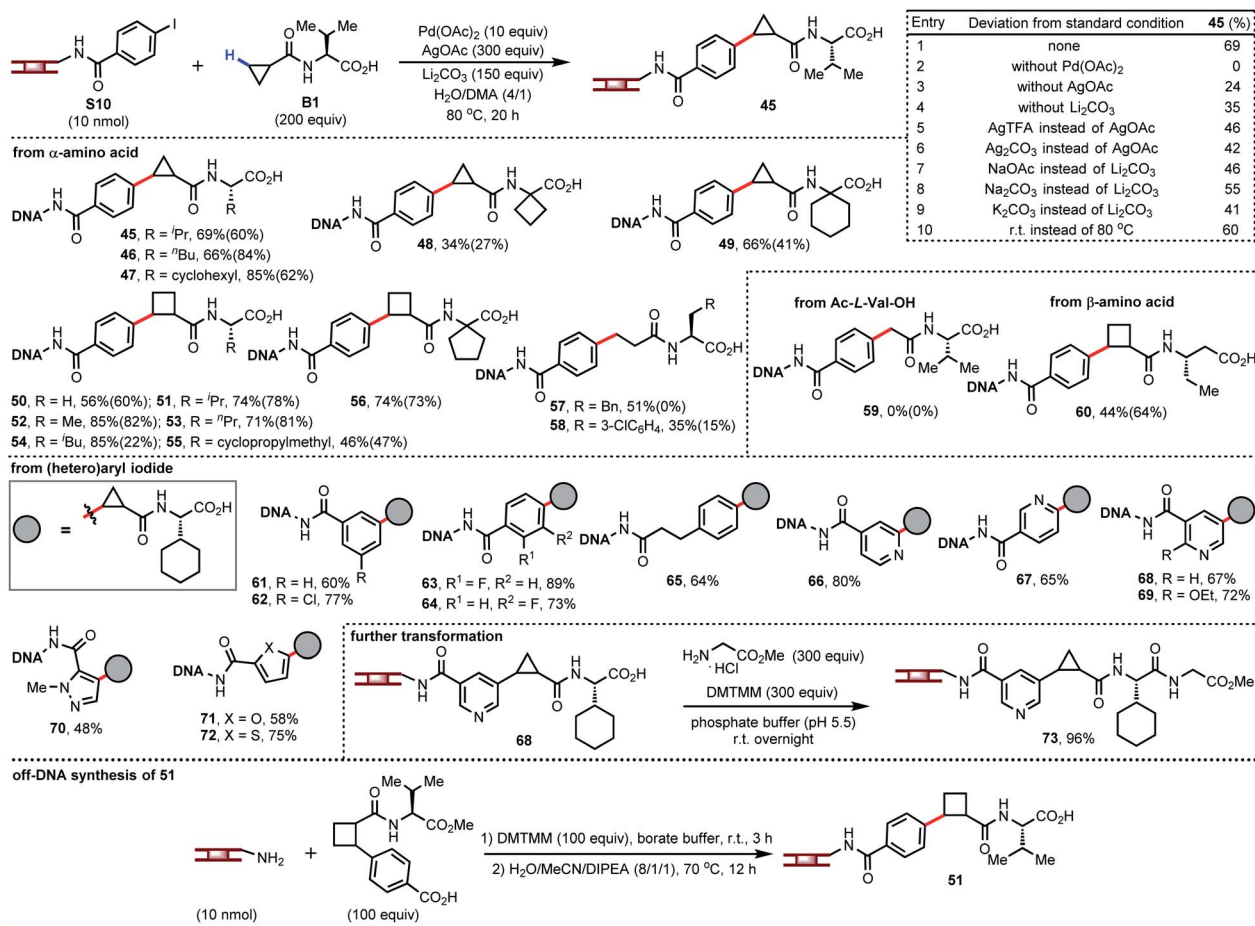 S10
(10 nmol)
+
B1
(200 equiv)
Pd(OAc)2 (10 equiv)
AgOAc (300 equiv)
Li2CO3 (150 equiv)
H2O/DMA (4/1)
80 °C, 20 h
45
Entry Deviation from standard condition 45 (%)
1 none 69
2 without Pd(OAc)2 0
3 without AgOAc 24
4 without Li2CO3 35
5 AgTFA instead of AgOAc 46
6 Ag2CO3 instead of AgOAc 42
7 NaOAc instead of Li2CO3 46
8 Na2CO3 instead of Li2CO3 55
9 K2CO3 instead of Li2CO3 41
10 r.t. instead of 80 °C 60
from α-amino acid
45, R = iPr, 69%(60%)
46, R = nBu, 66%(84%)
47, R = cyclohexyl, 85%(62%)
48, 34%(27%)
49, 66%(41%)
50, R = H, 56%(60%); 51, R = iPr, 74%(78%)
52, R = Me, 85%(82%) 53, R = nPr, 71%(81%)
54, R = iBu, 85%(22%) 55, R = cyclopropylmethyl, 46%(47%)
56, 74%(73%)
57, R = Bn, 51%(0%)
58, R = 3-ClC6H4, 35%(15%)
from Ac-L-Val-OH
59, 0%(0%)
from β-amino acid
60, 44%(64%)
from (hetero)aryl iodide
=
61, R = H, 60%
62, R = Cl, 77%
63, R1 = F, R2 = H, 89%
64, R1 = H, R2 = F, 73%
65, 64%
66, 80%
67, 65%
68, R = H, 67%
69, R = OEt, 72%
70, 48%
71, X = O, 58%
72, X = S, 75%
further transformation
68
H2N CO2Me (300 equiv)
· HCl
DMTMM (300 equiv)
phosphate buffer (pH 5.5)
r.t. overnight
73, 96%
off-DNA synthesis of 51
NH2
(10 nmol)
+
(100 equiv)
1) DMTMM (100 equiv), borate buffer, r.t., 3 h
2) H2O/MeCN/DIPEA (8/1/1), 70 °C, 12 h
51